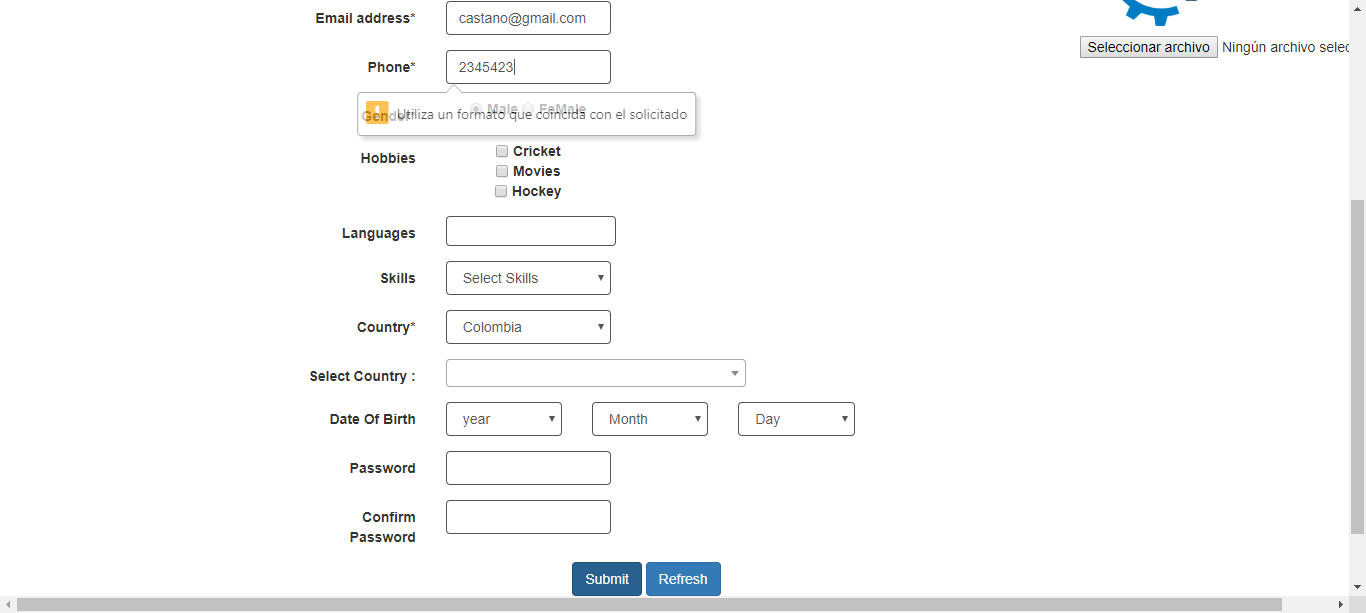 Email address* castano@gmail.com
Seleccionar archivo Ningún archivo selec
Phone* 2345423
Gender* Male FeMale
Utiliza un formato que coincida con el solicitado
Hobbies Cricket
Movies
Hockey
Languages
Skills Select Skills
Country* Colombia
Select Country :
Date Of Birth year Month Day
Password
Confirm
Password
Submit Refresh